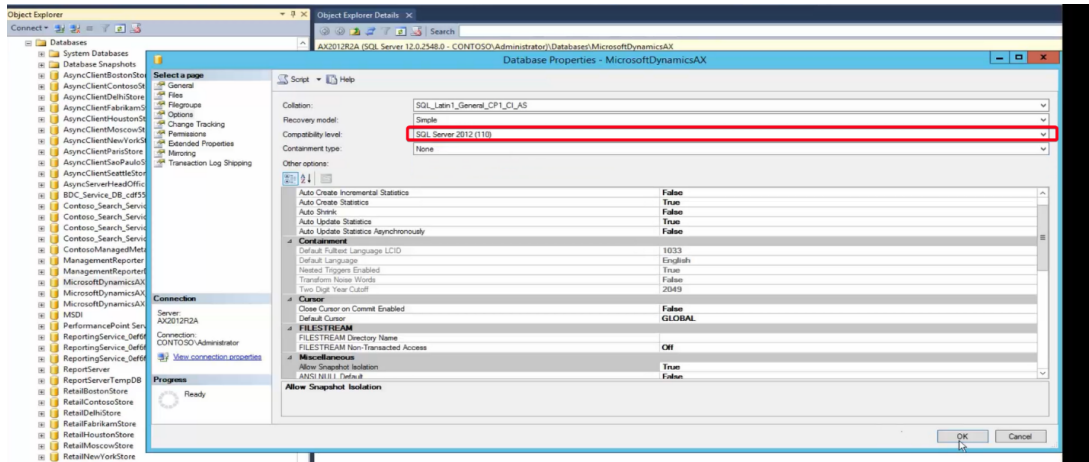 Object Explorer
Connect
Databases
System Databases
Database Snapshots
AsyncClientBostonStor
AsyncClientContosoSt
AsyncClientDelhiStore
AsyncClientFabrikamS
AsyncClientHoustonSt
AsyncClientMoscowSt
AsyncClientNewYorkSt
AsyncClientParisStore
AsyncClientSaoPauloS
AsyncClientSeattleStor
AsyncServerHeadOffic
BDC_Service_DB_cdf55
Contoso_Search_Servic
Contoso_Search_Servic
Contoso_Search_Servic
Contoso_Search_Servic
ContosoManagedMeta
ManagementReporter
ManagementReporterI
MicrosoftDynamicsAX
MicrosoftDynamicsAX
MicrosoftDynamicsAX
MSDI
PerformancePoint Serv
ReportingService_0ef6f
ReportingService_0ef6f
ReportingService_0ef6f
ReportServer
ReportServerTempDB
RetailBostonStore
RetailContosoStore
RetailDelhiStore
RetailFabrikamStore
RetailHoustonStore
RetailMoscowStore
RetailNewYorkStore
Object Explorer Details
Search
AX2012R2A (SQL Server 12.0.2548.0 - CONTOSO\Administrator)\Databases\MicrosoftDynamicsAX
Database Properties - MicrosoftDynamicsAX
Select a page
General
Files
Filegroups
Options
Change Tracking
Permissions
Extended Properties
Mirroring
Transaction Log Shipping
Connection
Server:
AX2012R2A
Connection:
CONTOSO\Administrator
View connection properties
Progress
Ready
Script Help
Collation: SQL_Latin1_General_CP1_CI_AS
Recovery model: Simple
Compatibility level: SQL Server 2012 (110)
Containment type: None
Other options:
Auto Create Incremental Statistics False
Auto Create Statistics True
Auto Shrink False
Auto Update Statistics True
Auto Update Statistics Asynchronously False
Containment
Default Fulltext Language LCID 1033
Default Language English
Nested Triggers Enabled True
Transform Noise Words False
Two Digit Year Cutoff 2049
Cursor
Close Cursor on Commit Enabled False
Default Cursor GLOBAL
FILESTREAM
FILESTREAM Directory Name
FILESTREAM Non-Transacted Access Off
Miscellaneous
Allow Snapshot Isolation True
ANSI NULL Default False
Allow Snapshot Isolation
OK Cancel